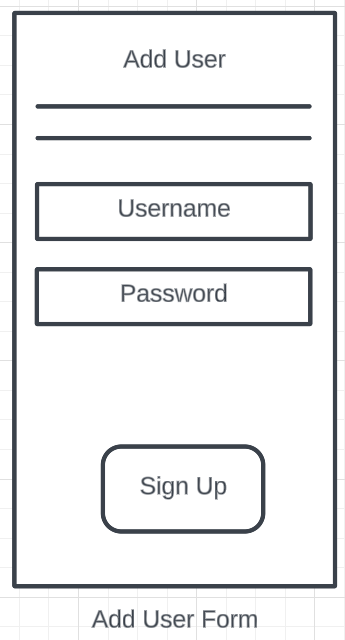 Add User
Username
Password
Sign Up
Add User Form